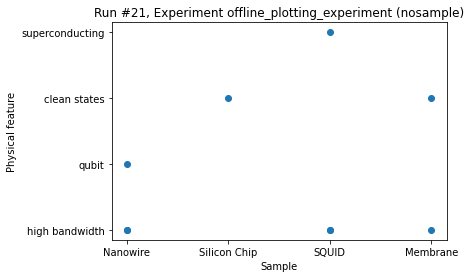 Run #21, Experiment offline_plotting_experiment (nosample)
superconducting
clean states
qubit
high bandwidth
Physical feature
Nanowire Silicon Chip SQUID Membrane
Sample